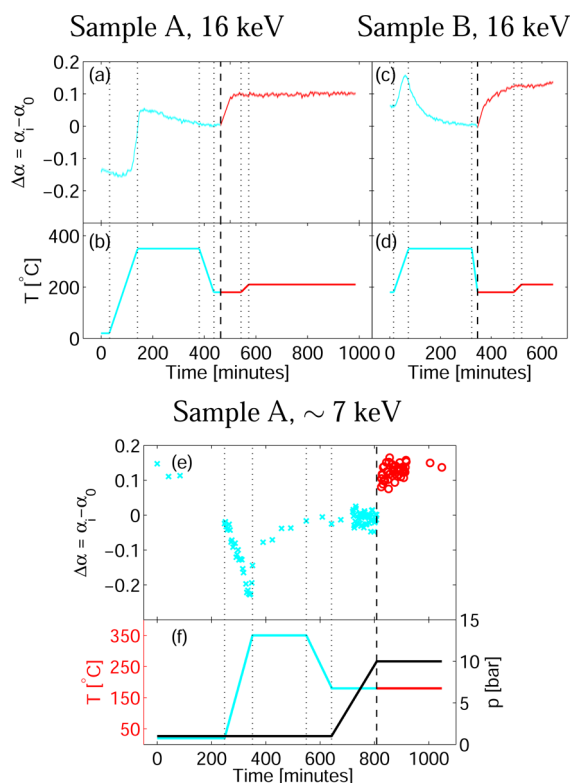 Sample A, 16 keV
Sample B, 16 keV
(a)
(c)
0.2
0.1
0
−0.1
−0.2
Δα = α_i−α_0
(b)
(d)
400
200
0
T [°C]
0 200 400 600 800 1000
0 200 400 600
Time [minutes]
Time [minutes]
Sample A, ~ 7 keV
(e)
0.2
0.1
0
−0.1
−0.2
Δα = α_i−α_0
(f)
350
250
150
50
T [°C]
15
10
5
0
p [bar]
0 200 400 600 800 1000
Time [minutes]